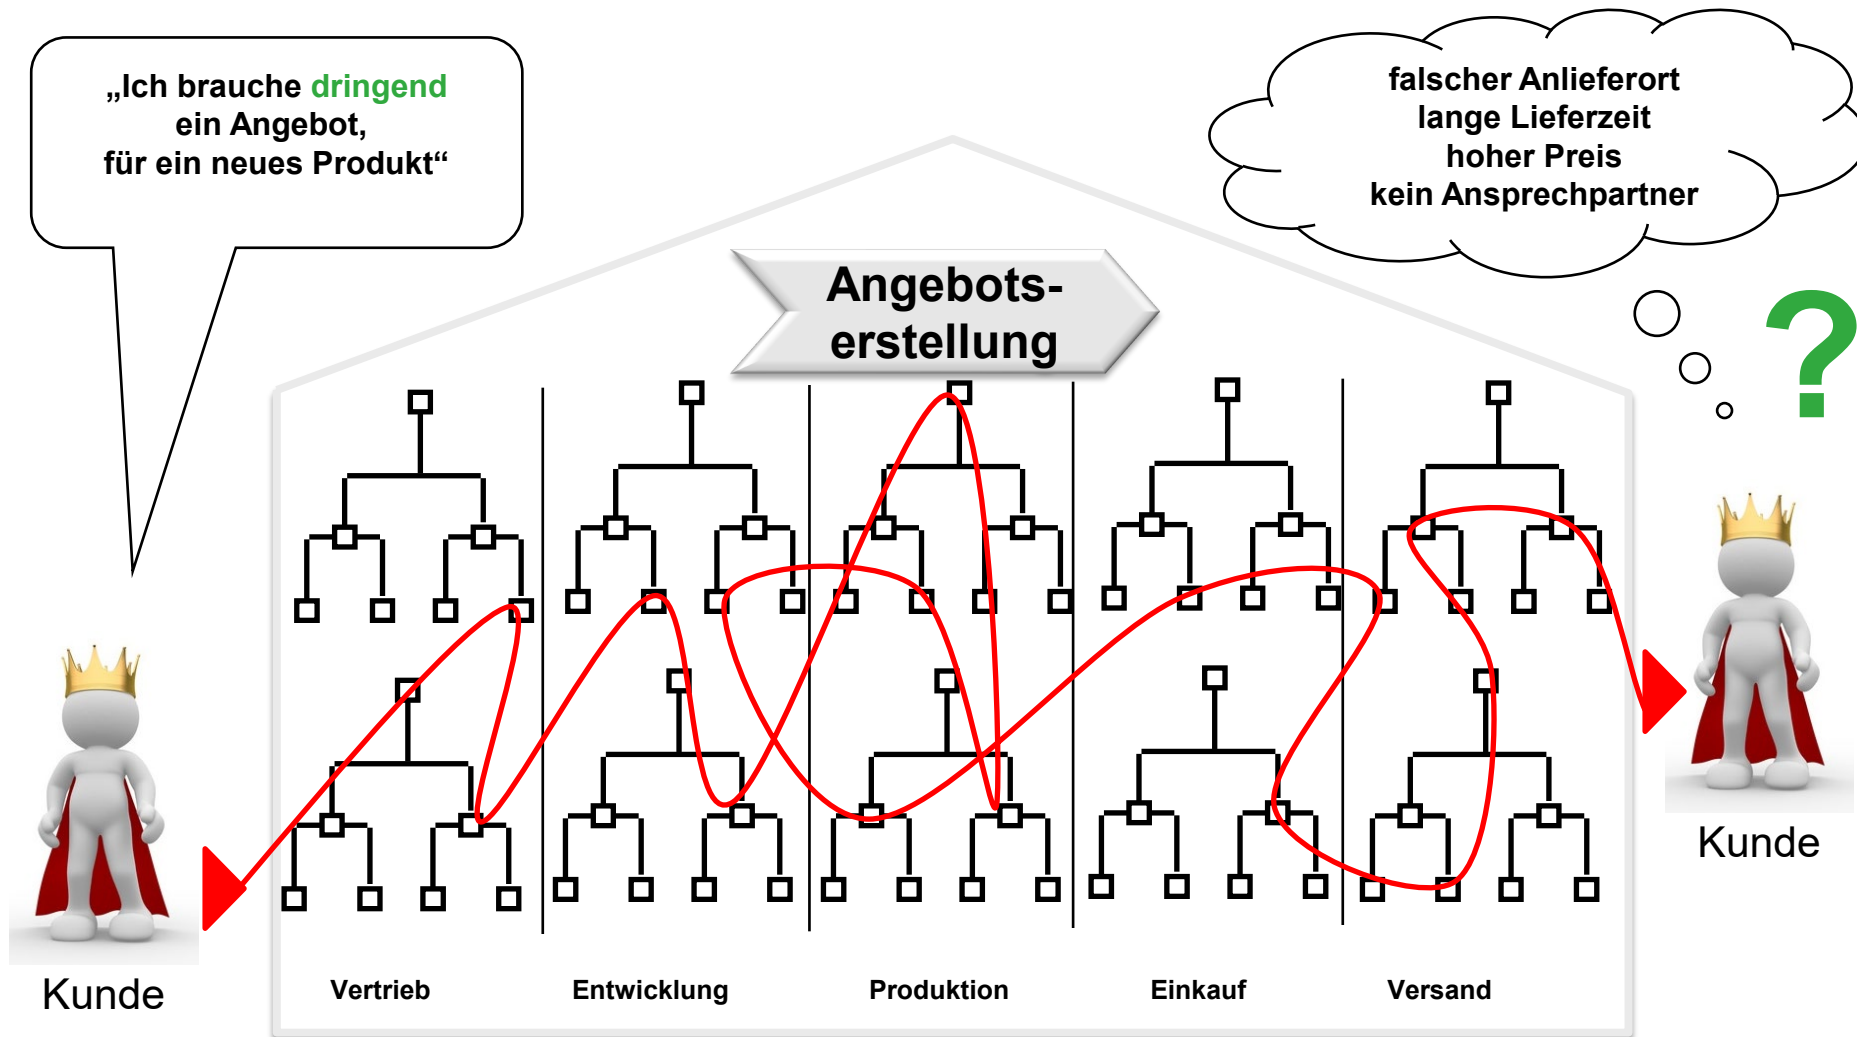 „Ich brauche dringend
ein Angebot,
für ein neues Produkt“
falscher Anlieferort
lange Lieferzeit
hoher Preis
kein Ansprechpartner
Angebots-
erstellung
?
Kunde
Kunde
Vertrieb
Entwicklung
Produktion
Einkauf
Versand